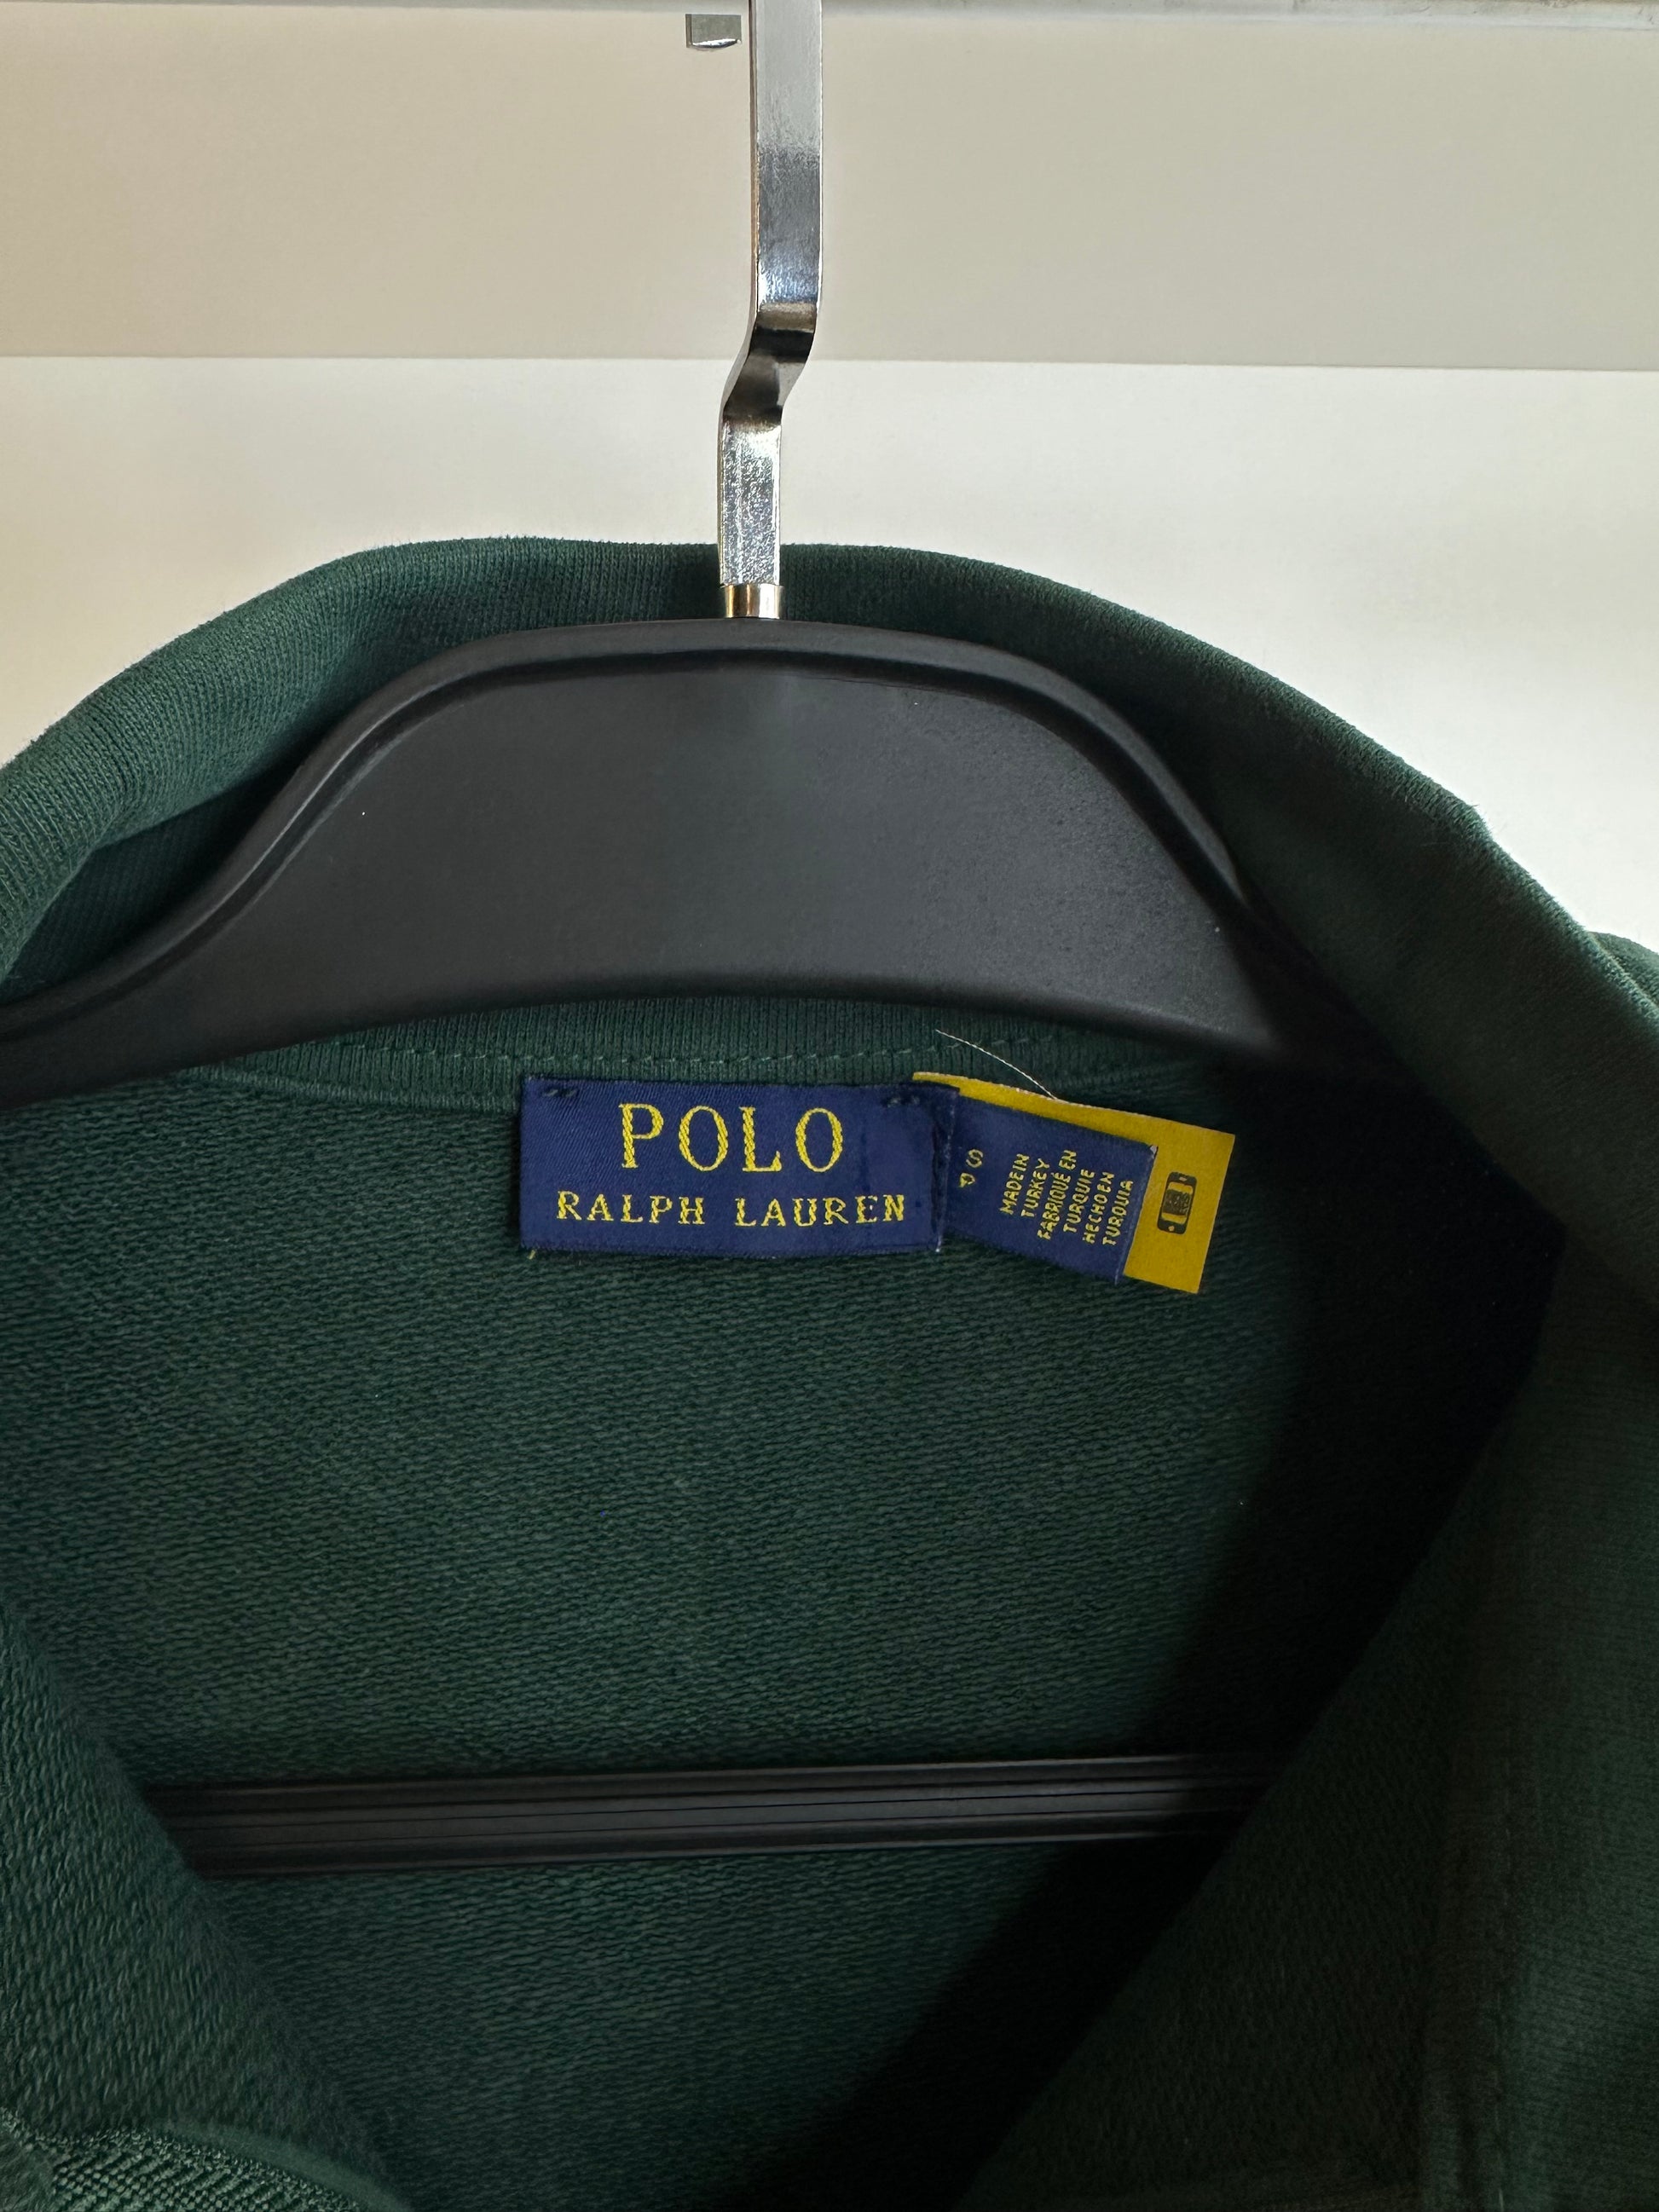 POLO
RALPH LAUREN
S
P
MADE IN
TURKEY
FABRIQUÉ EN
TURQUIE
HECHO EN
TURQUIA